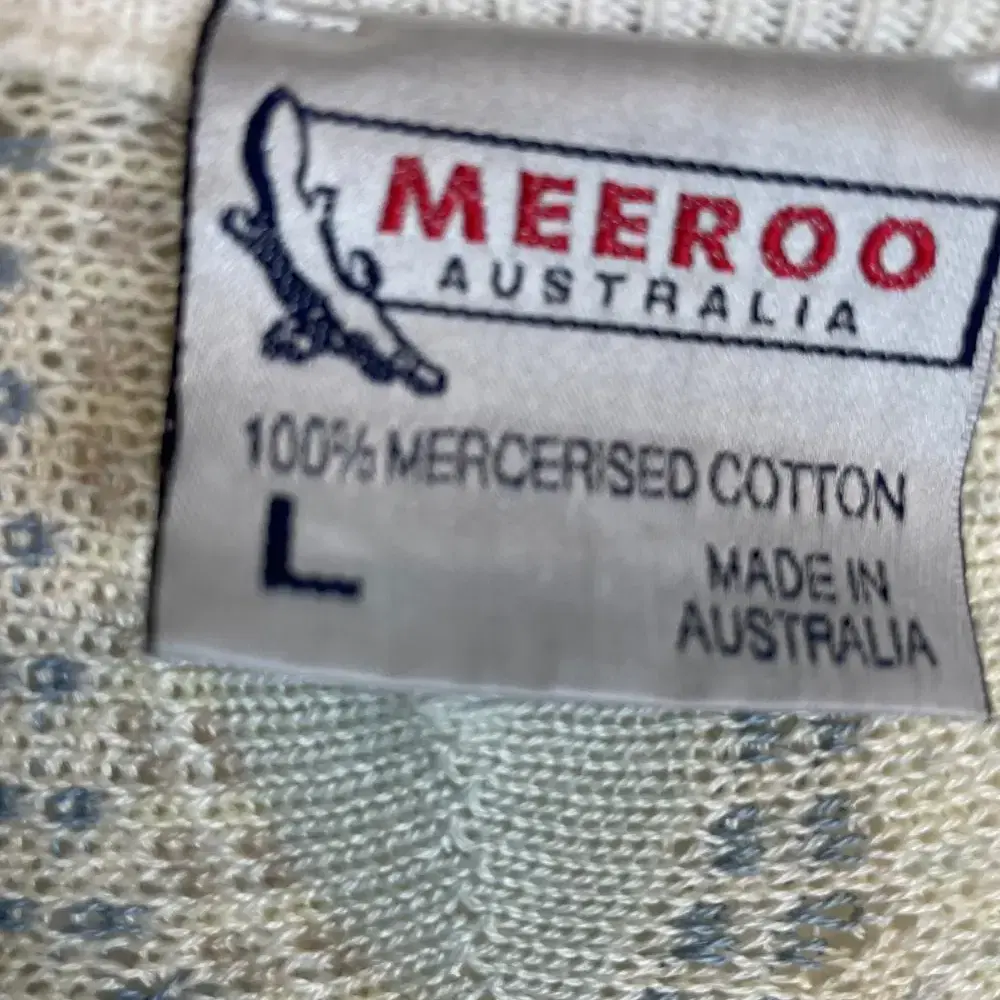 MEEROO
AUSTRALIA
100% MERCERISED COTTON
L
MADE IN
AUSTRALIA